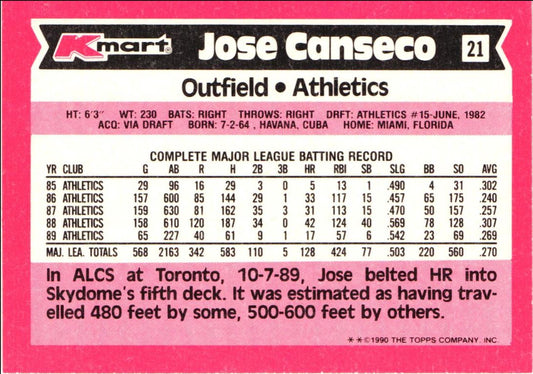 Kmart® Jose Canseco 21
Outfield • Athletics
HT: 6'3" WT: 230 BATS: RIGHT THROWS: RIGHT DRFT: ATHLETICS #15-JUNE, 1982
ACQ: VIA DRAFT BORN: 7-2-64 , HAVANA, CUBA HOME: MIAMI, FLORIDA
COMPLETE MAJOR LEAGUE BATTING RECORD
YR CLUB G AB R H 2B 3B HR RBI SB SLG BB SO AVG
85 ATHLETICS 29 96 16 29 3 0 5 13 1 .490 4 31 .302
86 ATHLETICS 157 600 85 144 29 1 33 117 15 .457 65 175 .240
87 ATHLETICS 159 630 81 162 35 3 31 113 15 .470 50 157 .257
88 ATHLETICS 158 610 120 187 34 0 42 124 40 .569 78 128 .307
89 ATHLETICS 65 227 40 61 9 1 17 57 6 .542 23 69 .269
MAJ. LEA. TOTALS 568 2163 342 583 110 5 128 424 77 .503 220 560 .270
In ALCS at Toronto, 10-7-89, Jose belted HR into
Skydome's fifth deck. It was estimated as having trav-
elled 480 feet by some, 500-600 feet by others.
**©1990 THE TOPPS COMPANY, INC.